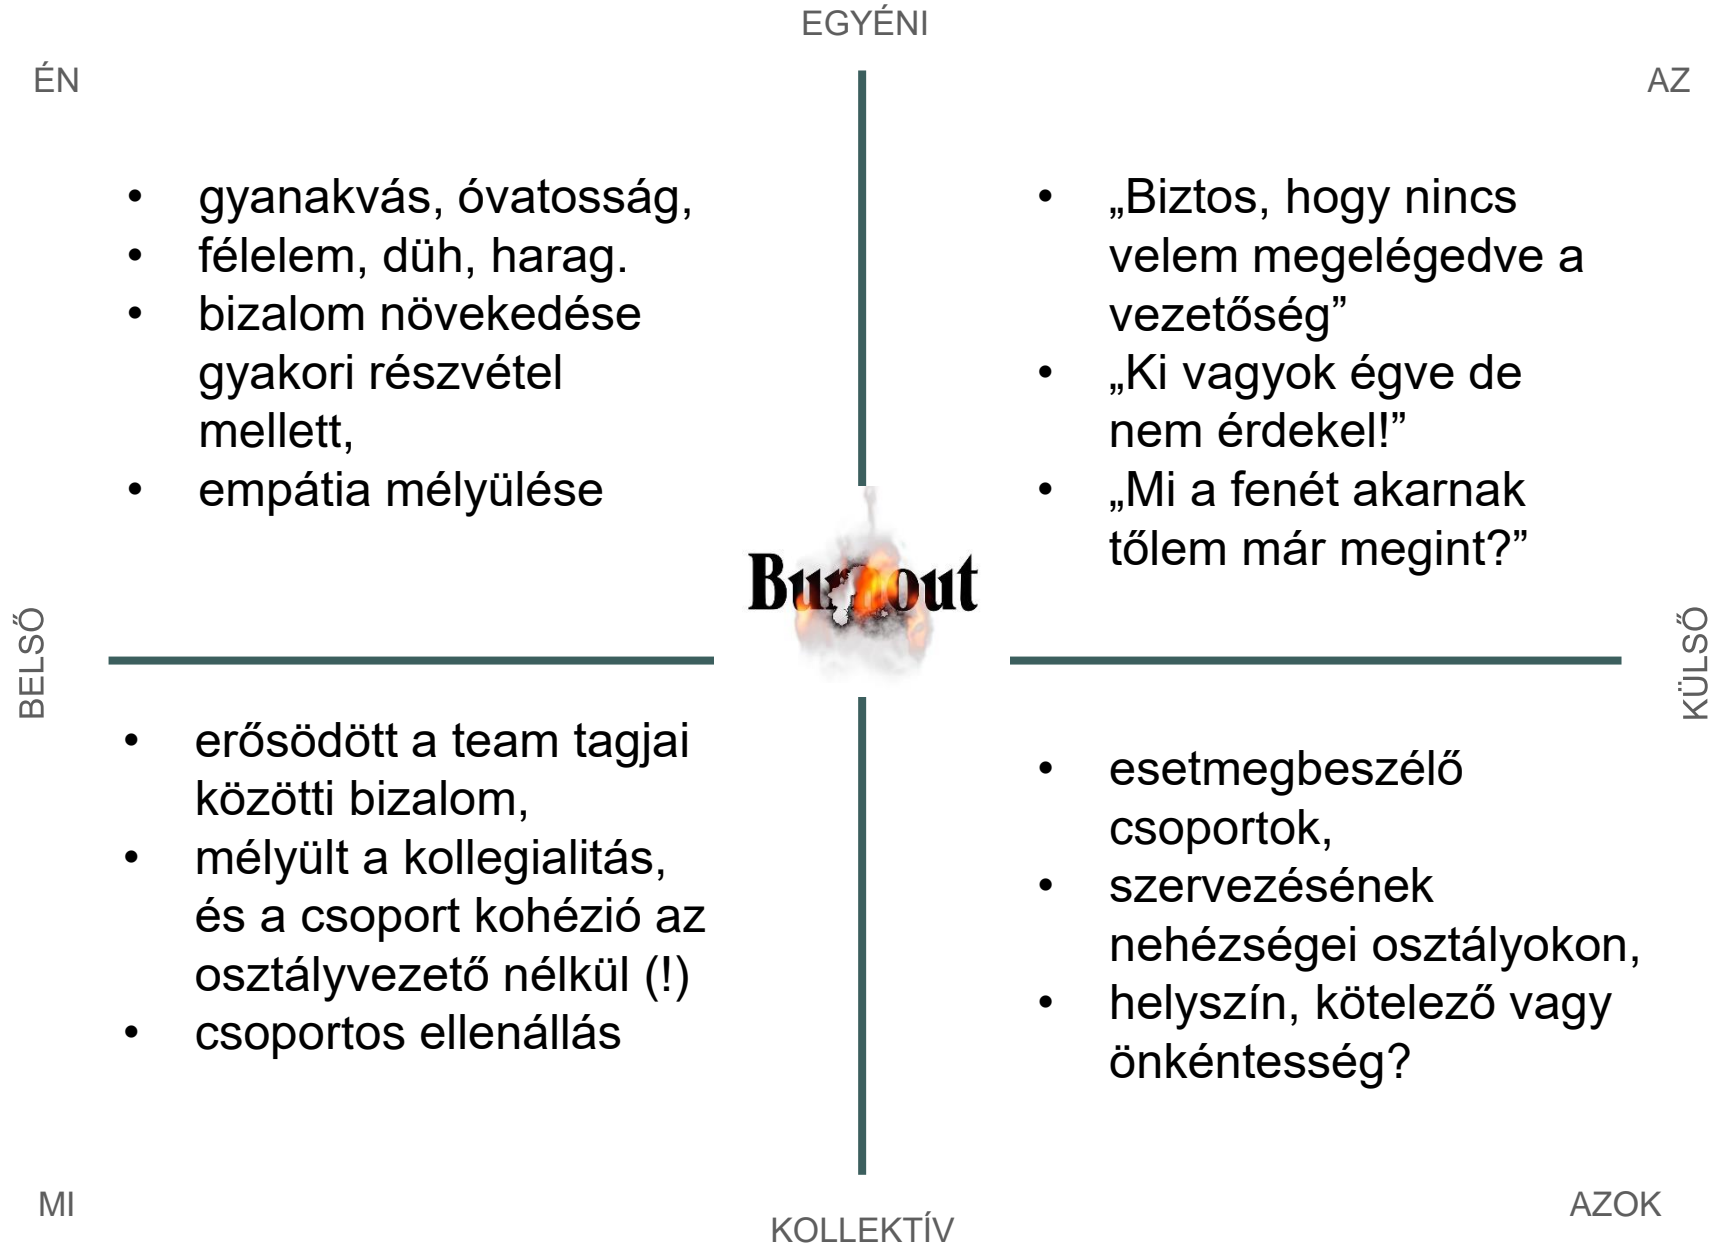 EGYÉNI
ÉN
AZ
• gyanakvás, óvatosság,
• félelem, düh, harag.
• bizalom növekedése
gyakori részvétel
mellett,
• empátia mélyülése
• „Biztos, hogy nincs
velem megelégedve a
vezetőség”
• „Ki vagyok égve de
nem érdekel!”
• „Mi a fenét akarnak
tőlem már megint?”
Burnout
BELSŐ
KÜLSŐ
• erősödött a team tagjai
közötti bizalom,
• mélyült a kollegialitás,
és a csoport kohézió az
osztályvezető nélkül (!)
• csoportos ellenállás
• esetmegbeszélő
csoportok,
• szervezésének
nehézségei osztályokon,
• helyszín, kötelező vagy
önkéntesség?
MI
AZOK
KOLLEKTÍV